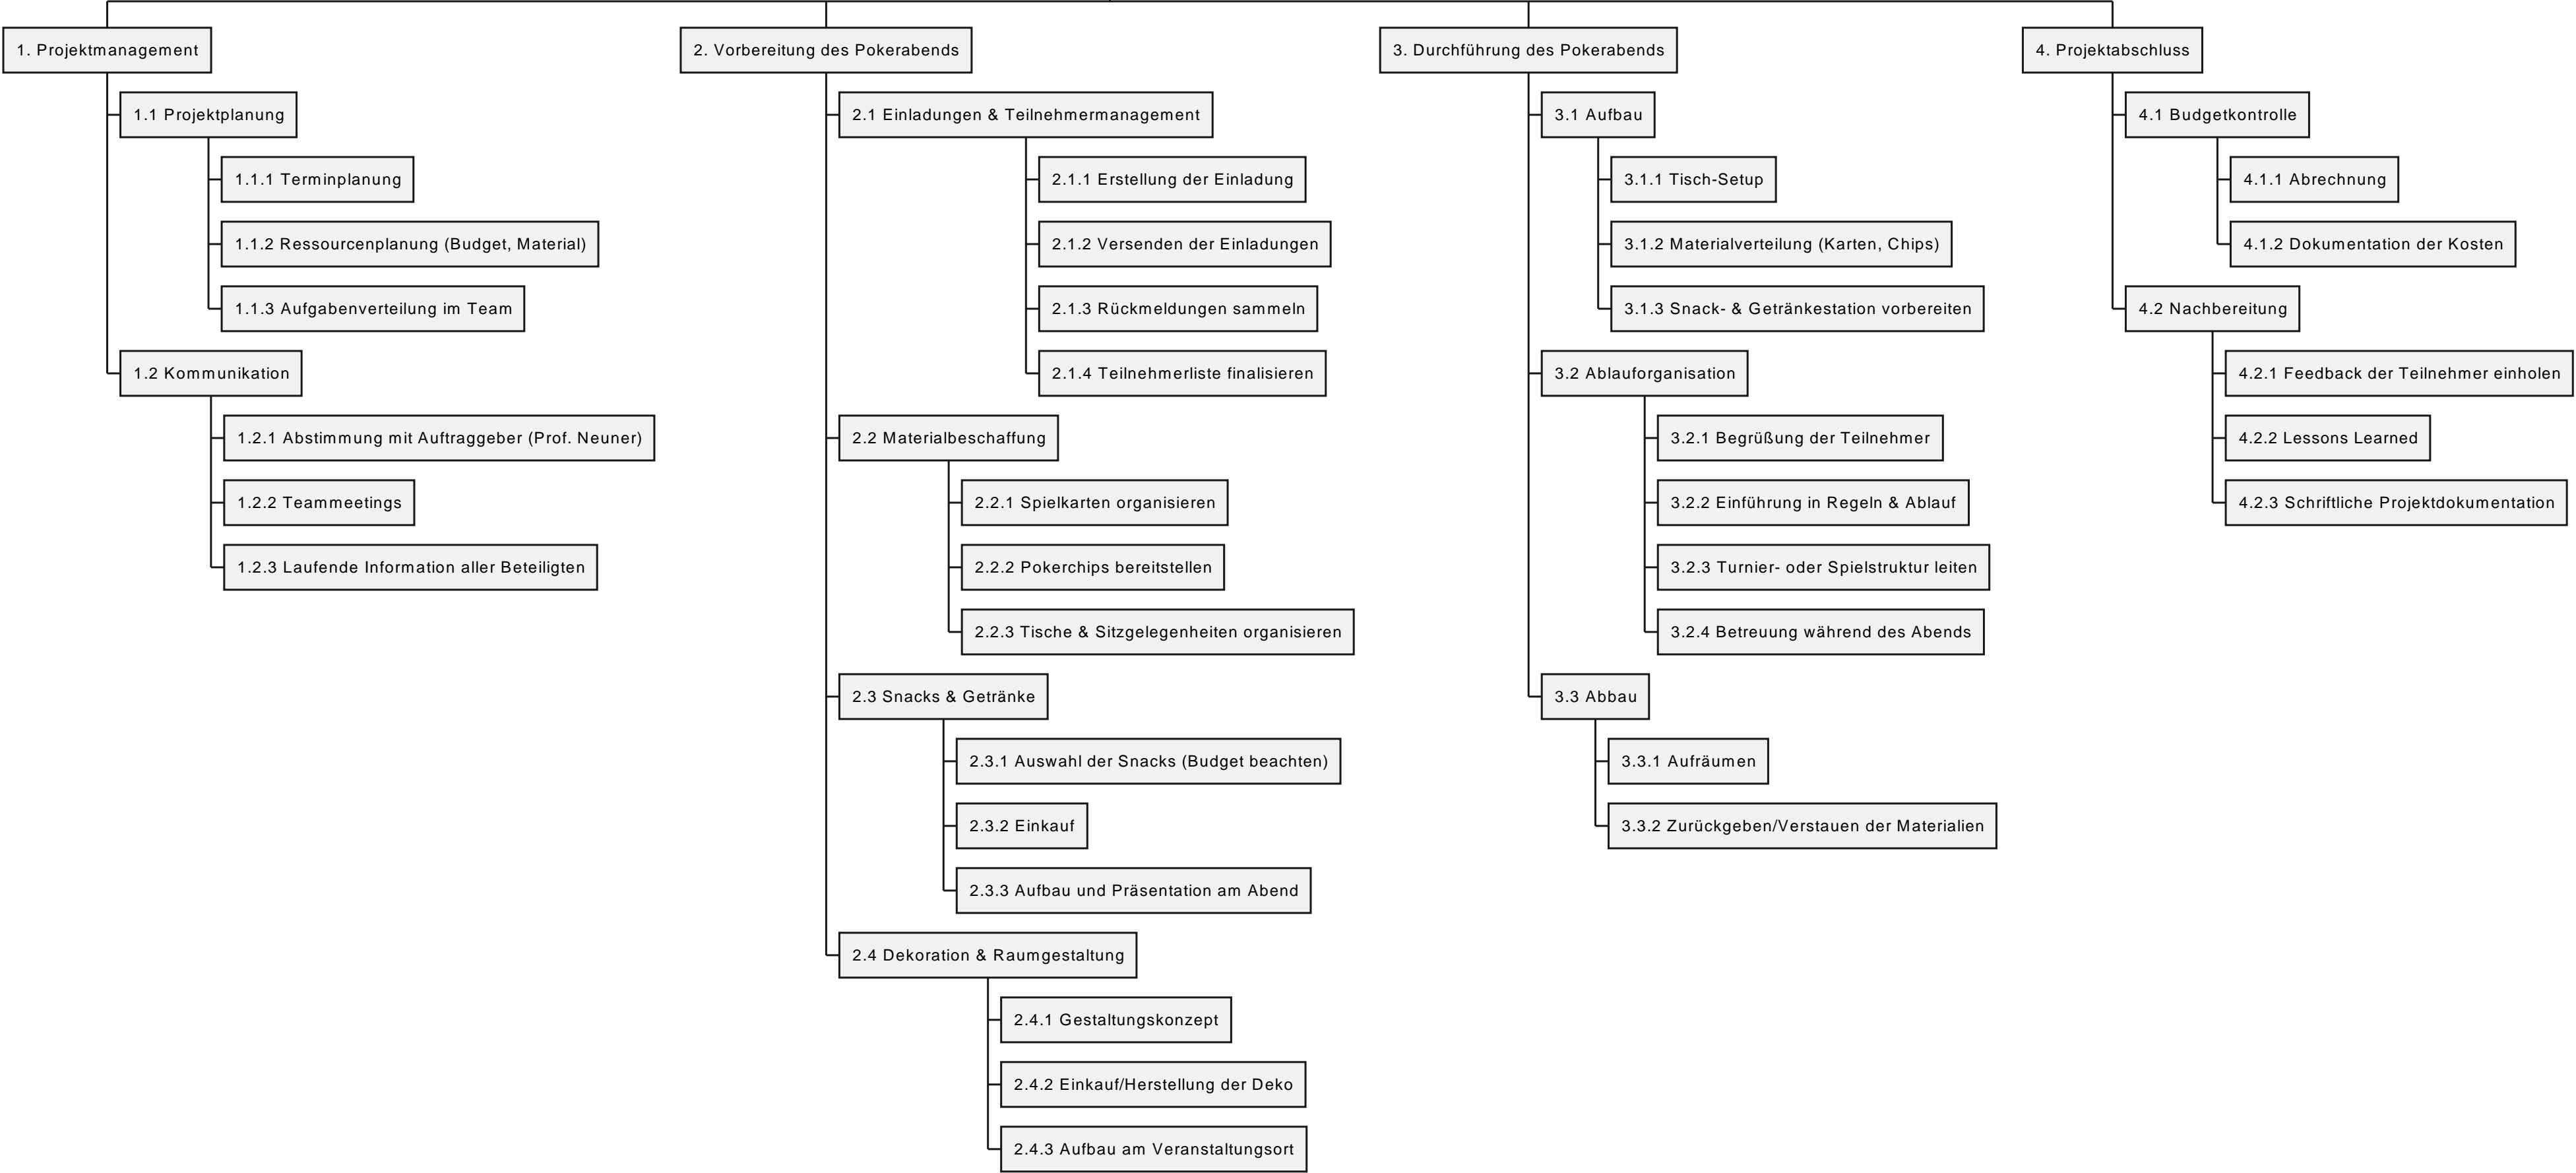 1. Projektmanagement
1.1 Projektplanung
1.1.1 Terminplanung
1.1.2 Ressourcenplanung (Budget, Material)
1.1.3 Aufgabenverteilung im Team
1.2 Kommunikation
1.2.1 Abstimmung mit Auftraggeber (Prof. Neuner)
1.2.2 Teammeetings
1.2.3 Laufende Information aller Beteiligten
2. Vorbereitung des Pokerabends
2.1 Einladungen & Teilnehmermanagement
2.1.1 Erstellung der Einladung
2.1.2 Versenden der Einladungen
2.1.3 Rückmeldungen sammeln
2.1.4 Teilnehmerliste finalisieren
2.2 Materialbeschaffung
2.2.1 Spielkarten organisieren
2.2.2 Pokerchips bereitstellen
2.2.3 Tische & Sitzgelegenheiten organisieren
2.3 Snacks & Getränke
2.3.1 Auswahl der Snacks (Budget beachten)
2.3.2 Einkauf
2.3.3 Aufbau und Präsentation am Abend
2.4 Dekoration & Raumgestaltung
2.4.1 Gestaltungskonzept
2.4.2 Einkauf/Herstellung der Deko
2.4.3 Aufbau am Veranstaltungsort
3. Durchführung des Pokerabends
3.1 Aufbau
3.1.1 Tisch-Setup
3.1.2 Materialverteilung (Karten, Chips)
3.1.3 Snack- & Getränkestation vorbereiten
3.2 Ablauforganisation
3.2.1 Begrüßung der Teilnehmer
3.2.2 Einführung in Regeln & Ablauf
3.2.3 Turnier- oder Spielstruktur leiten
3.2.4 Betreuung während des Abends
3.3 Abbau
3.3.1 Aufräumen
3.3.2 Zurückgeben/Verstauen der Materialien
4. Projektabschluss
4.1 Budgetkontrolle
4.1.1 Abrechnung
4.1.2 Dokumentation der Kosten
4.2 Nachbereitung
4.2.1 Feedback der Teilnehmer einholen
4.2.2 Lessons Learned
4.2.3 Schriftliche Projektdokumentation